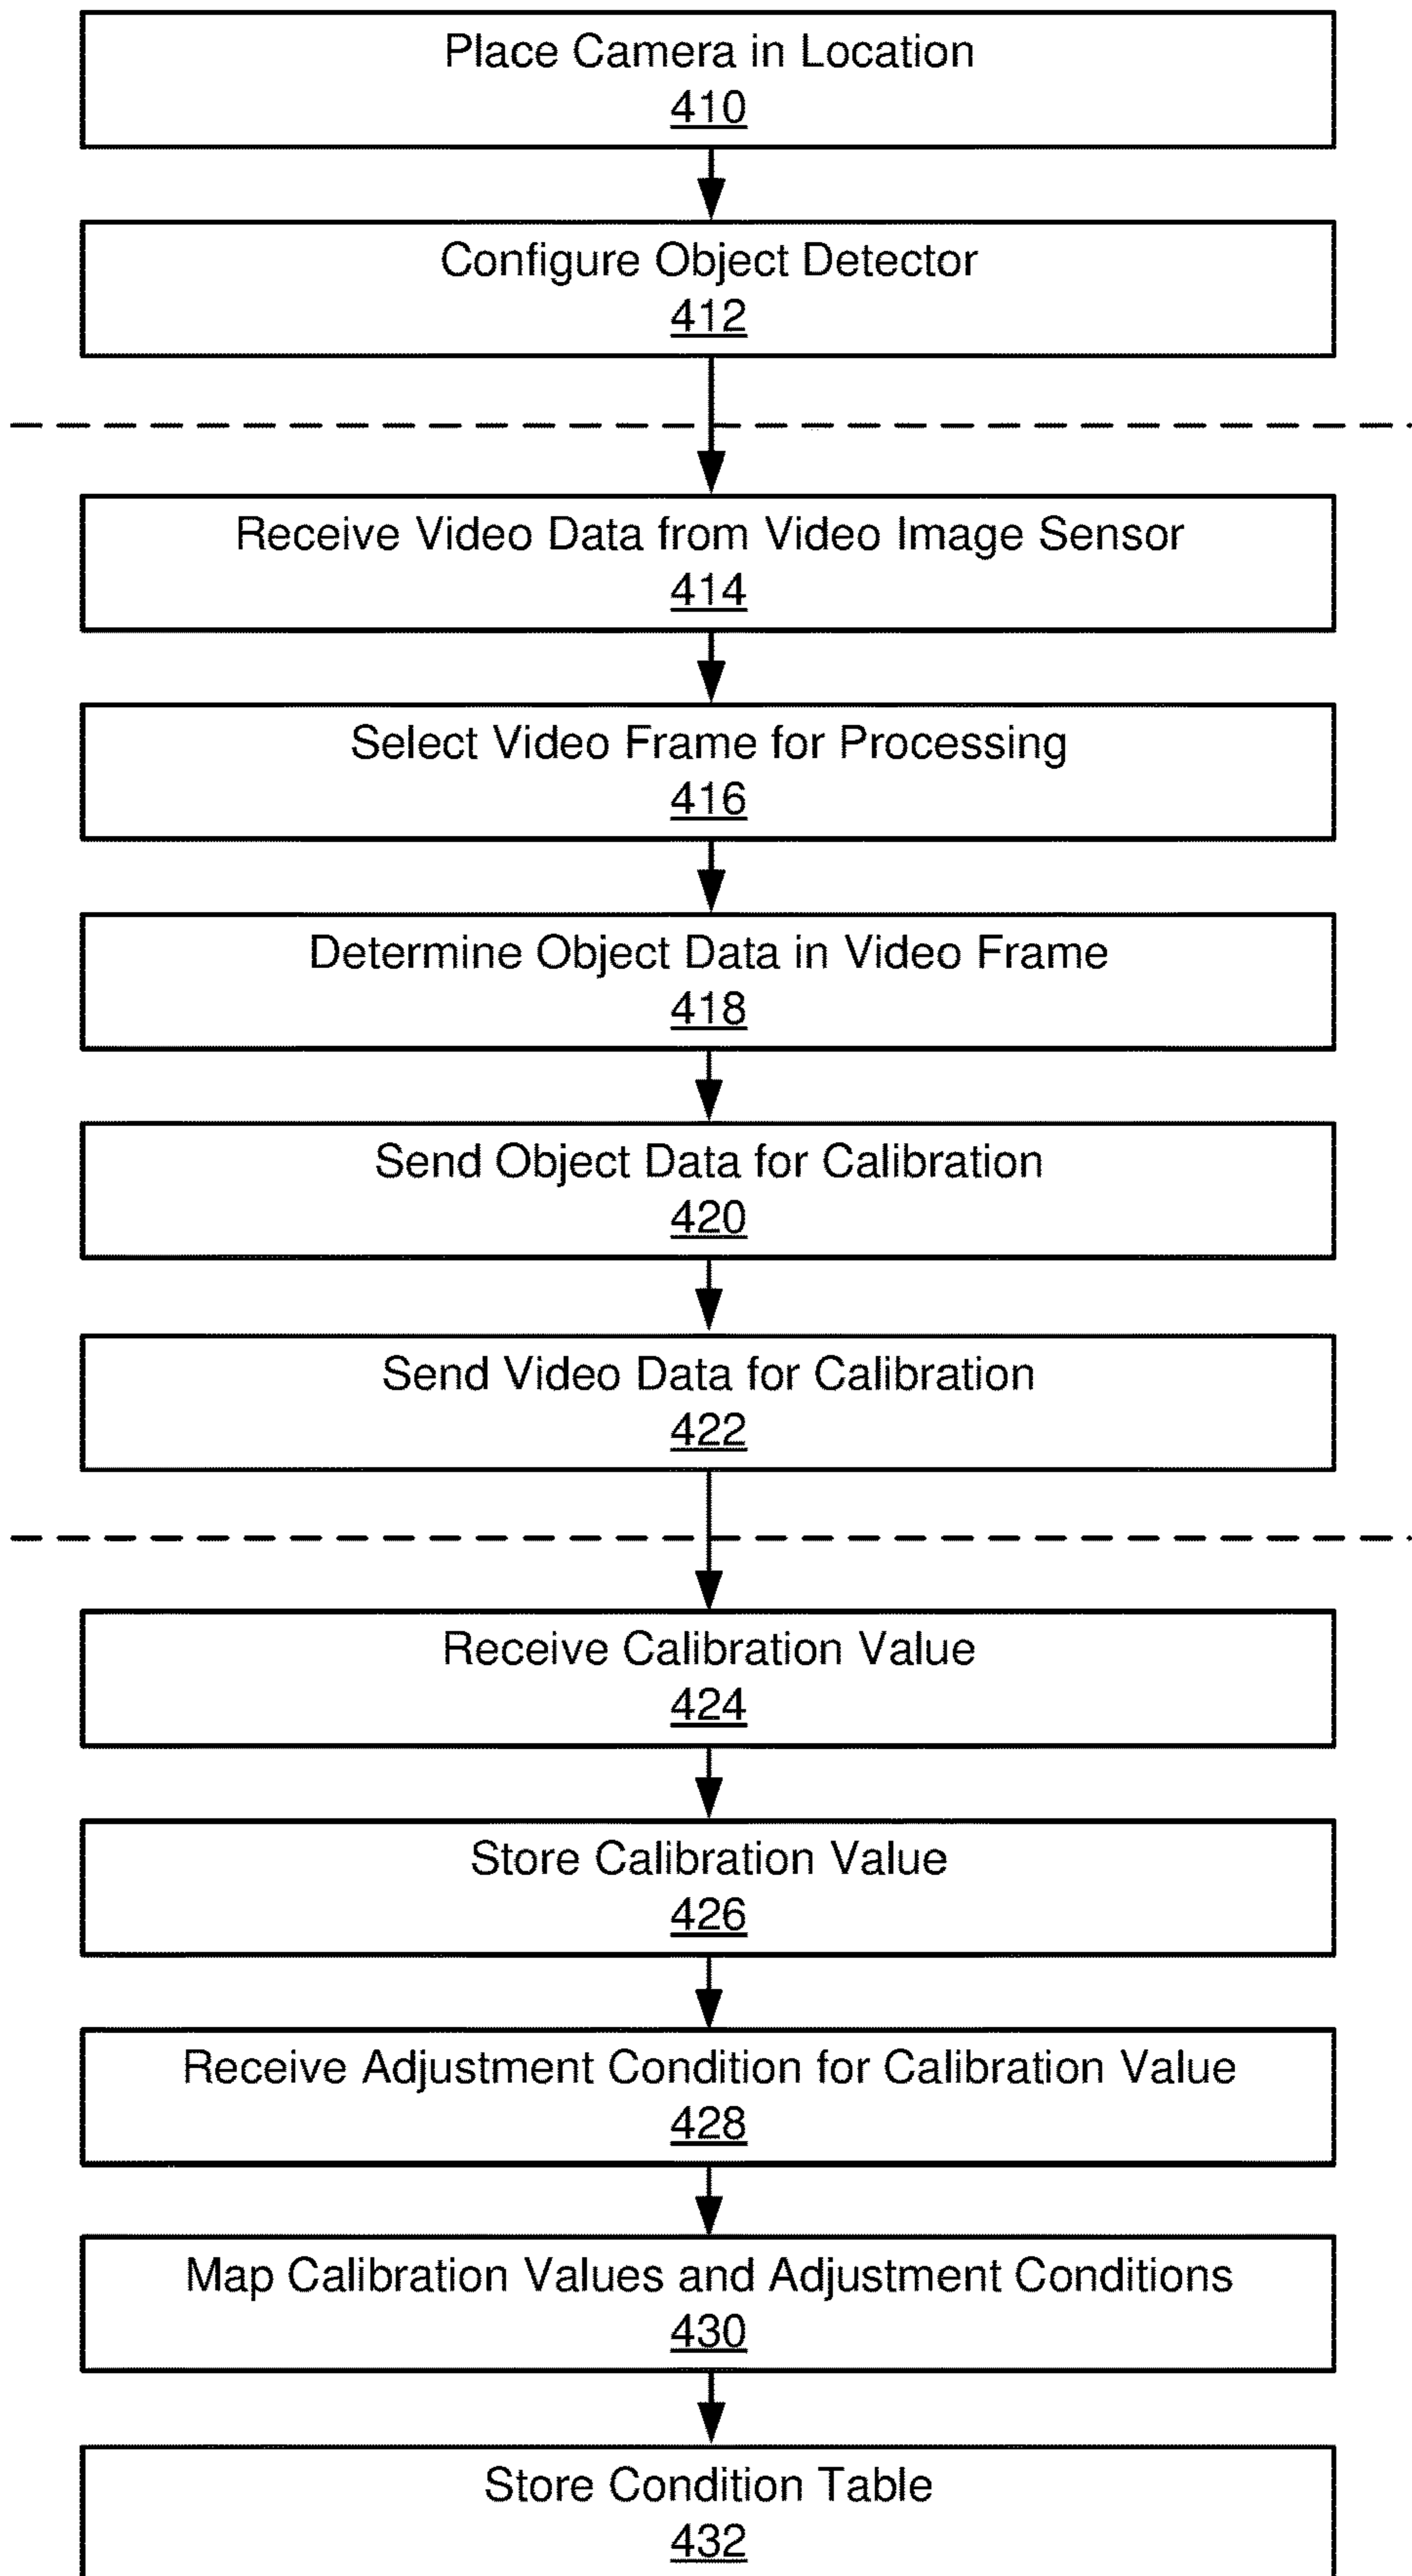 Place Camera in Location
410
Configure Object Detector
412
Receive Video Data from Video Image Sensor
414
Select Video Frame for Processing
416
Determine Object Data in Video Frame
418
Send Object Data for Calibration
420
Send Video Data for Calibration
422
Receive Calibration Value
424
Store Calibration Value
426
Receive Adjustment Condition for Calibration Value
428
Map Calibration Values and Adjustment Conditions
430
Store Condition Table
432